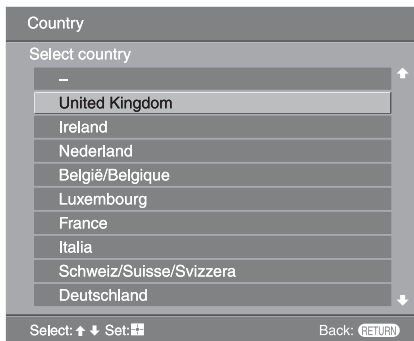 Country
Select country
–
United Kingdom
Ireland
Nederland
België/Belgique
Luxembourg
France
Italia
Schweiz/Suisse/Svizzera
Deutschland
Select: ↑ ↓ Set: Back: RETURN